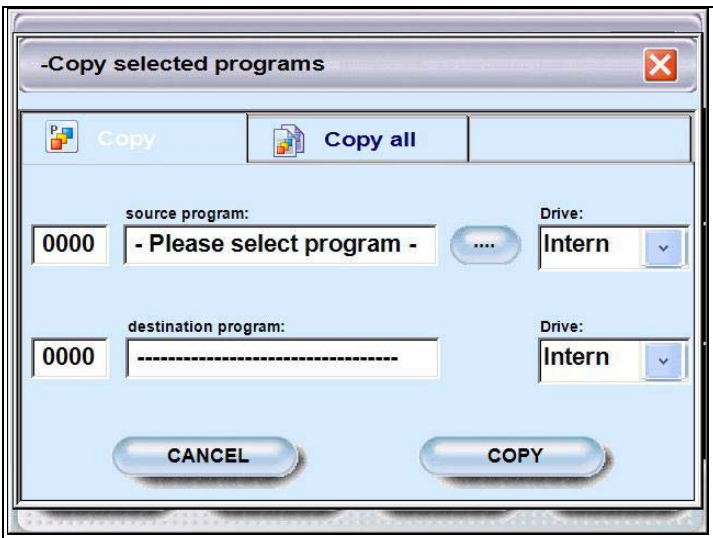 -Copy selected programs
Copy
Copy all
source program:
Drive:
0000
- Please select program -
....
Intern
destination program:
Drive:
0000
----------------------------------
Intern
CANCEL
COPY